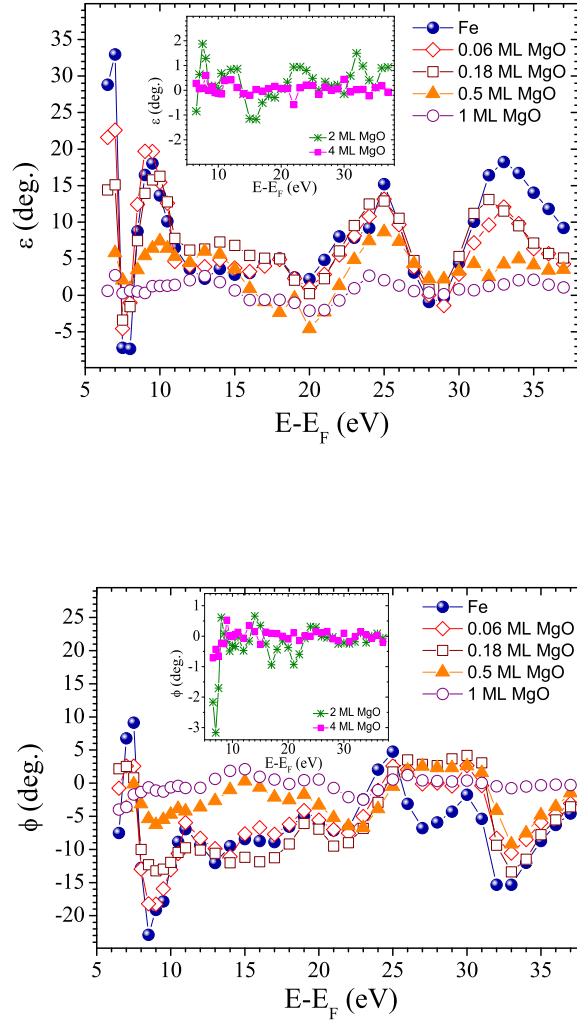 35
30
25
20
15
10
5
0
-5
ε (deg.)
5 10 15 20 25 30 35
E-E_F (eV)
Fe
0.06 ML MgO
0.18 ML MgO
0.5 ML MgO
1 ML MgO
2
1
0
-1
-2
ε (deg.)
10 20 30
E-E_F (eV)
2 ML MgO
4 ML MgO
25
20
15
10
5
0
-5
-10
-15
-20
ϕ (deg.)
5 10 15 20 25 30 35
E-E_F (eV)
Fe
0.06 ML MgO
0.18 ML MgO
0.5 ML MgO
1 ML MgO
1
0
-1
-2
-3
ϕ (deg.)
10 20 30
E-E_F (eV)
2 ML MgO
4 ML MgO